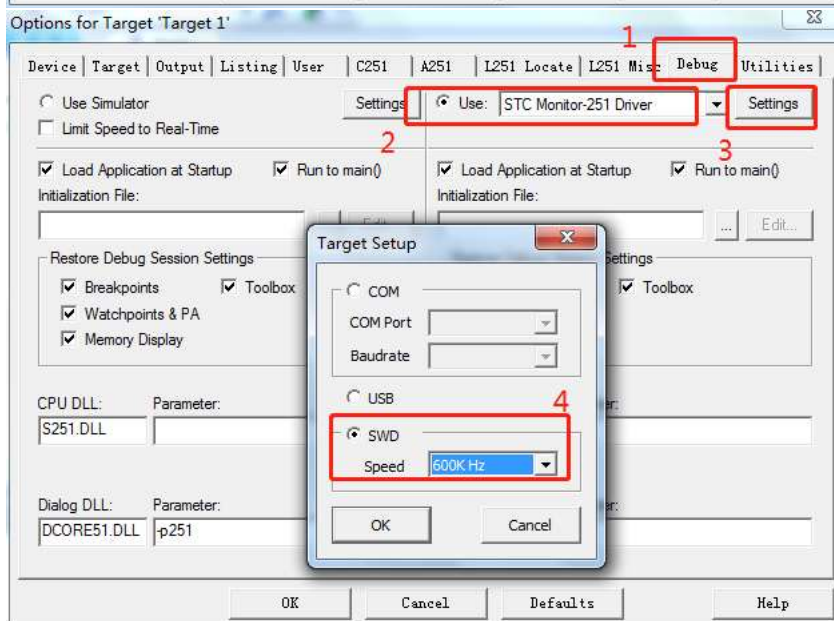 Options for Target 'Target 1'
1
Device Target Output Listing User C251 A251 L251 Locate L251 Misc Debug Utilities
Use Simulator Settings Use: STC Monitor-251 Driver Settings
Limit Speed to Real-Time
2 3
Load Application at Startup Run to main() Load Application at Startup Run to main()
Initialization File: Initialization File:
... Edit...
Restore Debug Session Settings Settings
Breakpoints Toolbox Toolbox
Watchpoints & PA
Memory Display
Target Setup
COM
COM Port
Baudrate
USB
4
SWD
Speed 600K Hz
OK Cancel
CPU DLL: Parameter:
S251.DLL
Dialog DLL: Parameter:
DCORE51.DLL -p251
OK Cancel Defaults Help